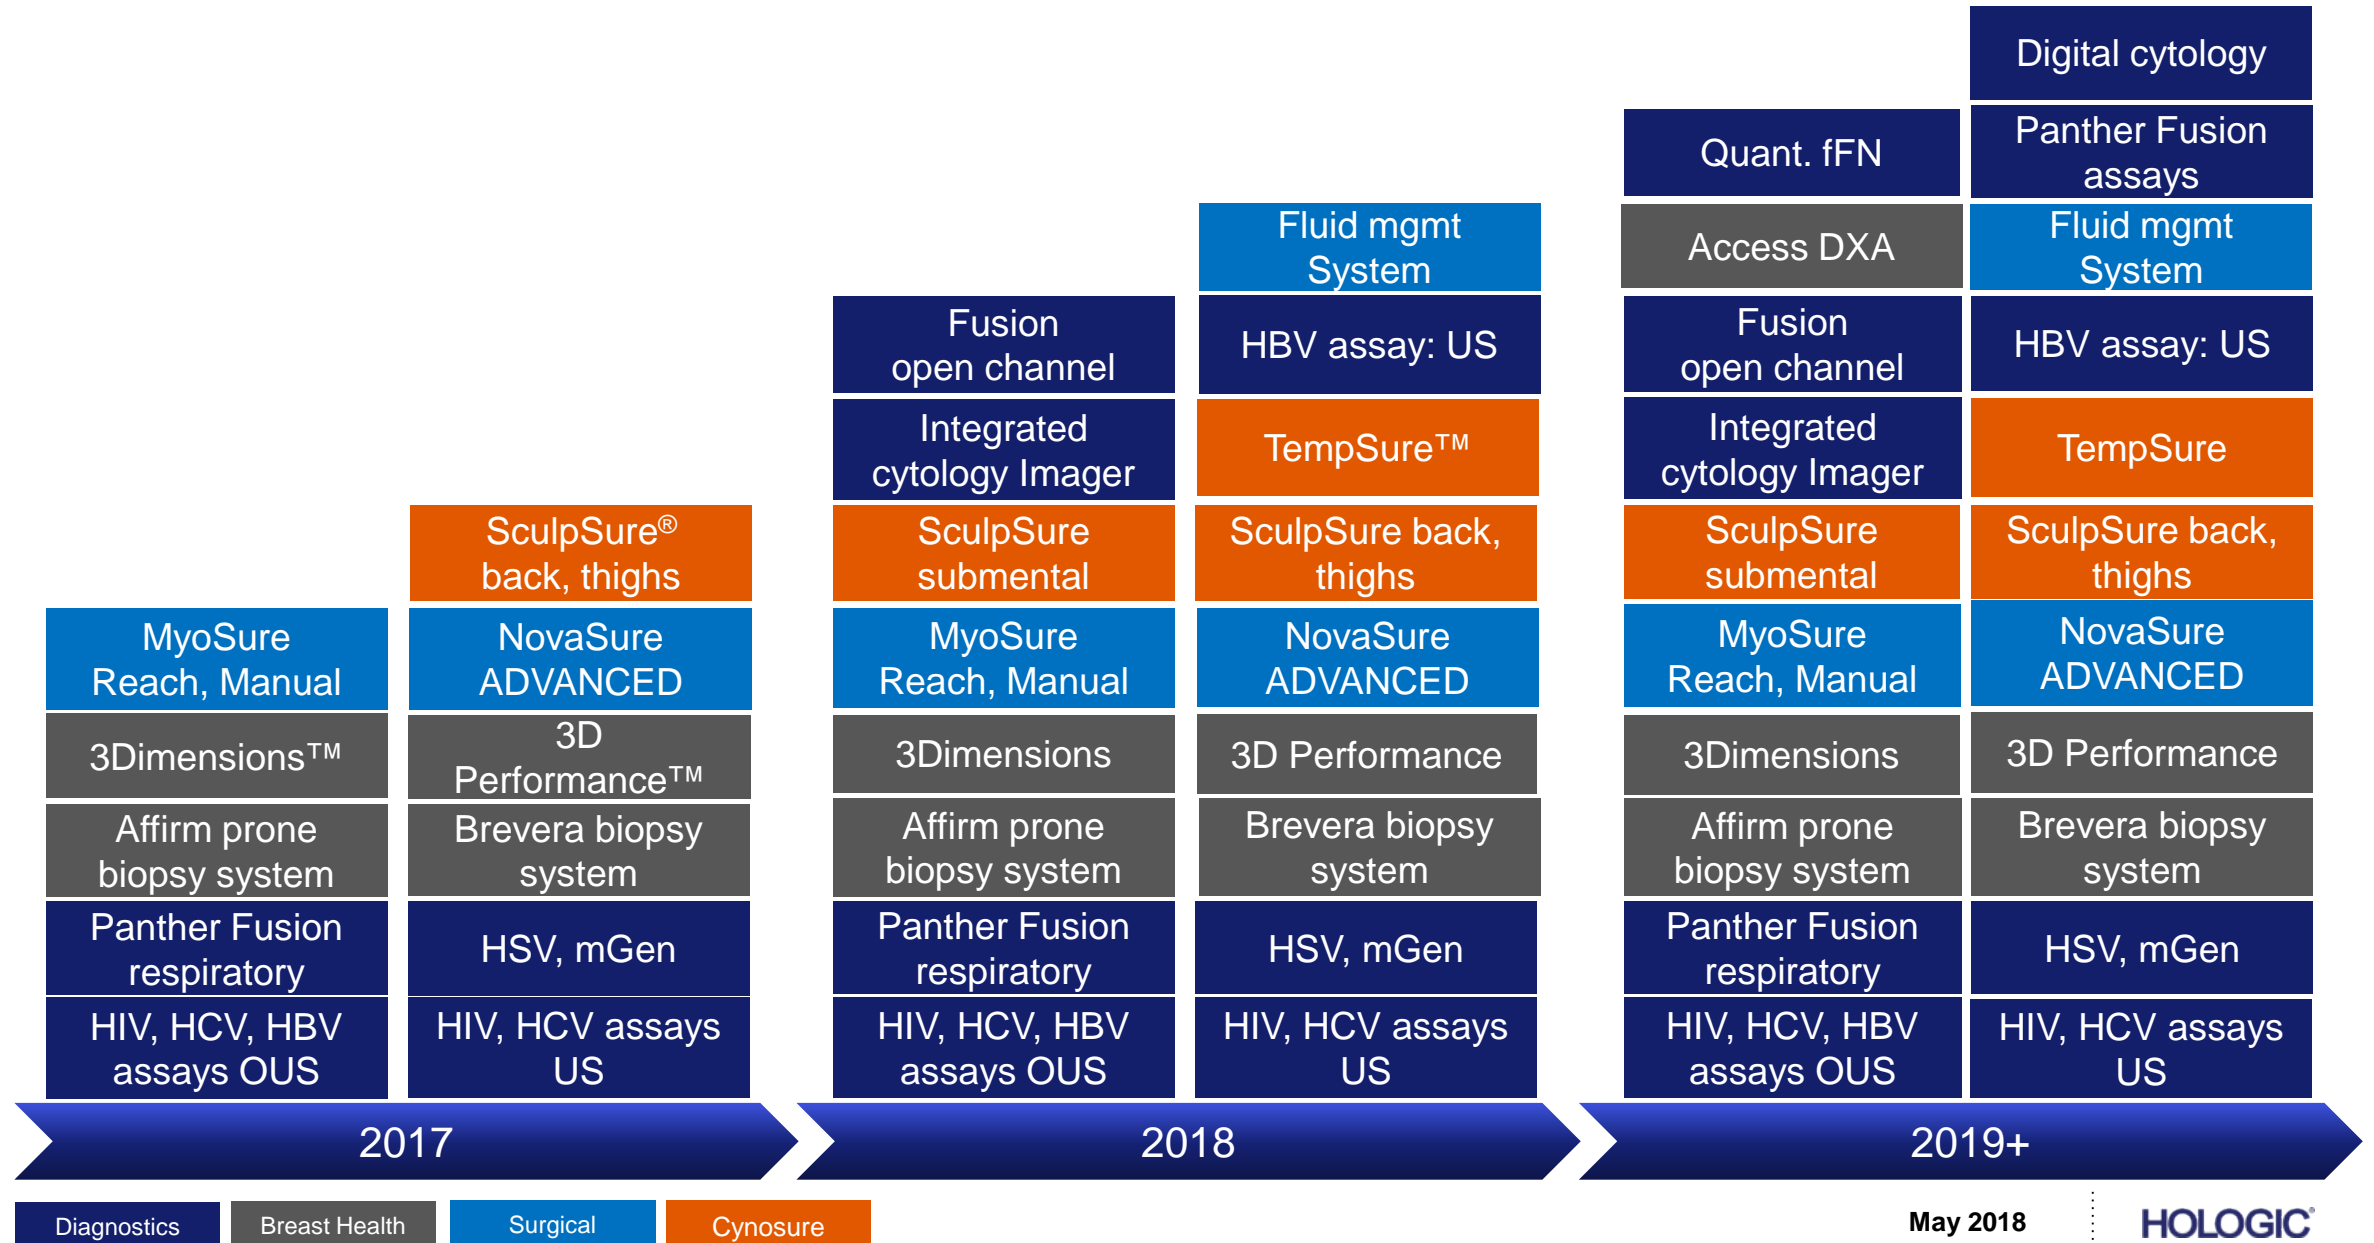 MyoSure
Reach, Manual
3Dimensions™
Affirm prone
biopsy system
Panther Fusion
respiratory
HIV, HCV, HBV
assays OUS
SculpSure®
back, thighs
NovaSure
ADVANCED
3D
Performance™
Brevera biopsy
system
HSV, mGen
HIV, HCV assays
US
2017
Fusion
open channel
Integrated
cytology Imager
SculpSure
submental
MyoSure
Reach, Manual
3Dimensions
Affirm prone
biopsy system
Panther Fusion
respiratory
HIV, HCV, HBV
assays OUS
Fluid mgmt
System
HBV assay: US
TempSure™
SculpSure back,
thighs
NovaSure
ADVANCED
3D Performance
Brevera biopsy
system
HSV, mGen
HIV, HCV assays
US
2018
Quant. fFN
Access DXA
Fusion
open channel
Integrated
cytology Imager
SculpSure
submental
MyoSure
Reach, Manual
3Dimensions
Affirm prone
biopsy system
Panther Fusion
respiratory
HIV, HCV, HBV
assays OUS
Digital cytology
Panther Fusion
assays
Fluid mgmt
System
HBV assay: US
TempSure
SculpSure back,
thighs
NovaSure
ADVANCED
3D Performance
Brevera biopsy
system
HSV, mGen
HIV, HCV assays
US
2019+
Diagnostics
Breast Health
Surgical
Cynosure
May 2018
HOLOGIC®